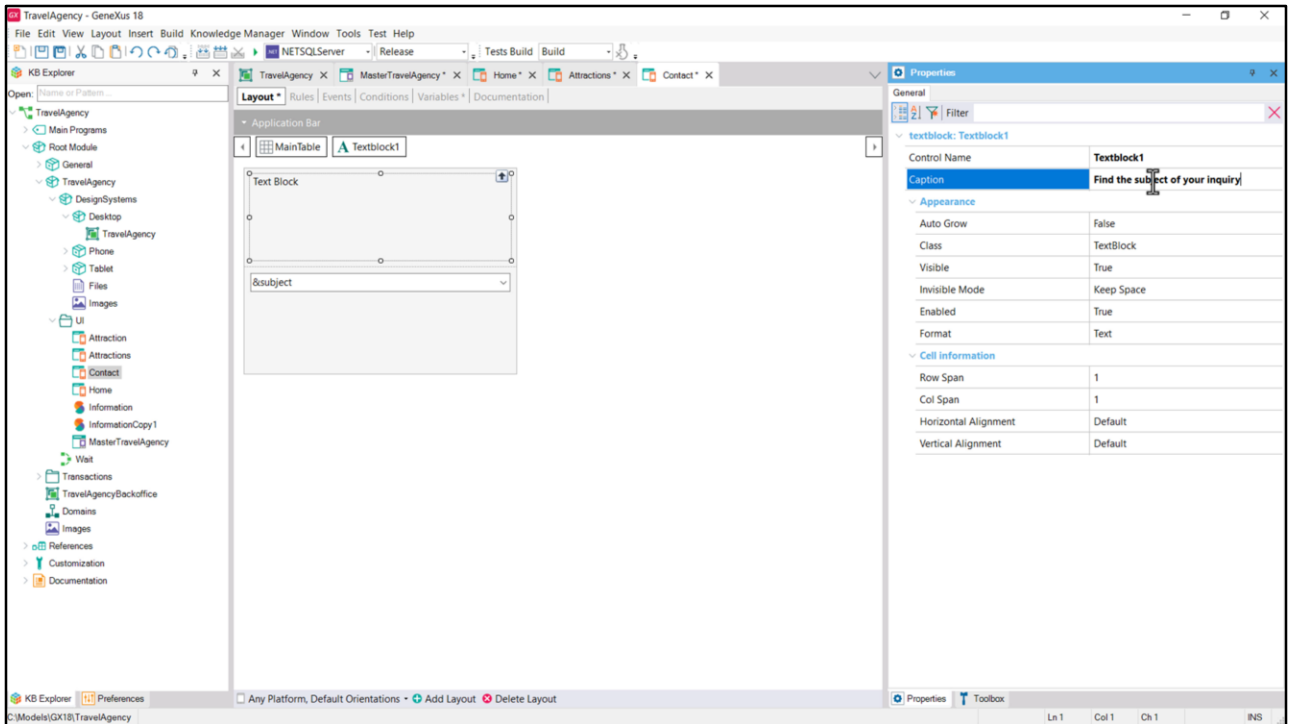 GX TravelAgency - GeneXus 18
File Edit View Layout Insert Build Knowledge Manager Window Tools Test Help
NETSQLServer Release Tests Build Build
KB Explorer
Open: Name or Pattern ...
TravelAgency
Main Programs
Root Module
General
TravelAgency
DesignSystems
Desktop
TravelAgency
Phone
Tablet
Files
Images
UI
Attraction
Attractions
Contact
Home
Information
InformationCopy1
MasterTravelAgency
Wait
Transactions
TravelAgencyBackoffice
Domains
Images
References
Customization
Documentation
KB Explorer Preferences
TravelAgency X MasterTravelAgency * X Home * X Attractions * X Contact * X
Layout * | Rules | Events | Conditions | Variables * | Documentation |
Application Bar
MainTable A Textblock1
Text Block
&subject
Any Platform, Default Orientations Add Layout Delete Layout
Properties
General
Filter
textblock: Textblock1
Control Name Textblock1
Caption Find the subject of your inquiry
Appearance
Auto Grow False
Class TextBlock
Visible True
Invisible Mode Keep Space
Enabled True
Format Text
Cell information
Row Span 1
Col Span 1
Horizontal Alignment Default
Vertical Alignment Default
Properties Toolbox
C:\Models\GX18\TravelAgency Ln 1 Col 1 Ch 1 INS